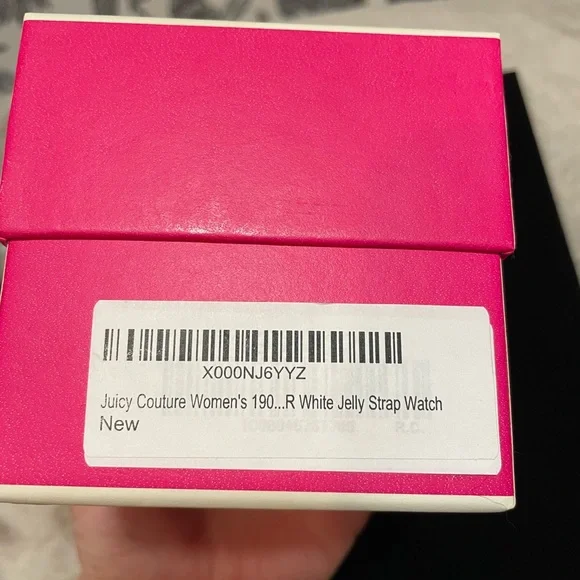 X000NJ6YYZ
Juicy Couture Women's 190...R White Jelly Strap Watch
New